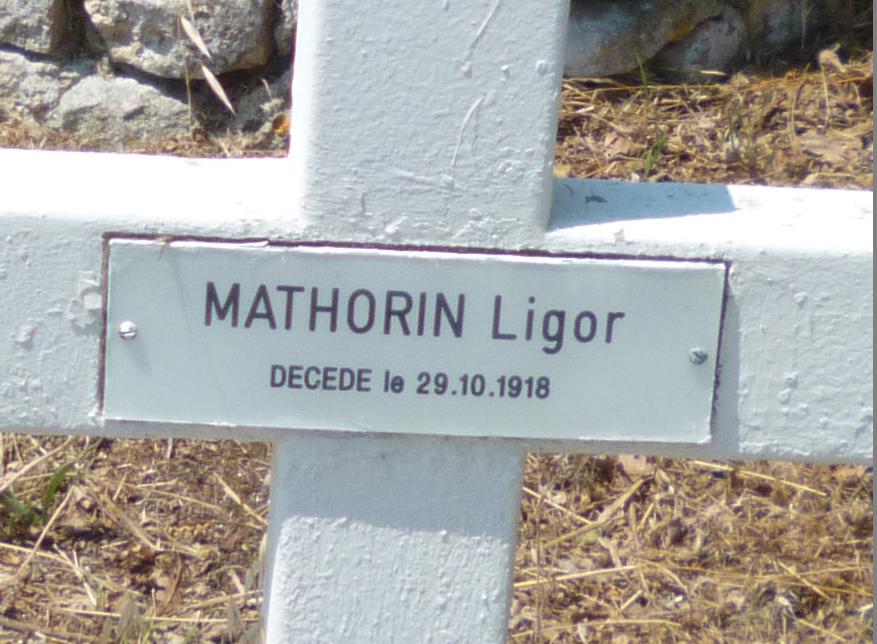 MATHORIN Ligor
DECEDE le 29.10.1918